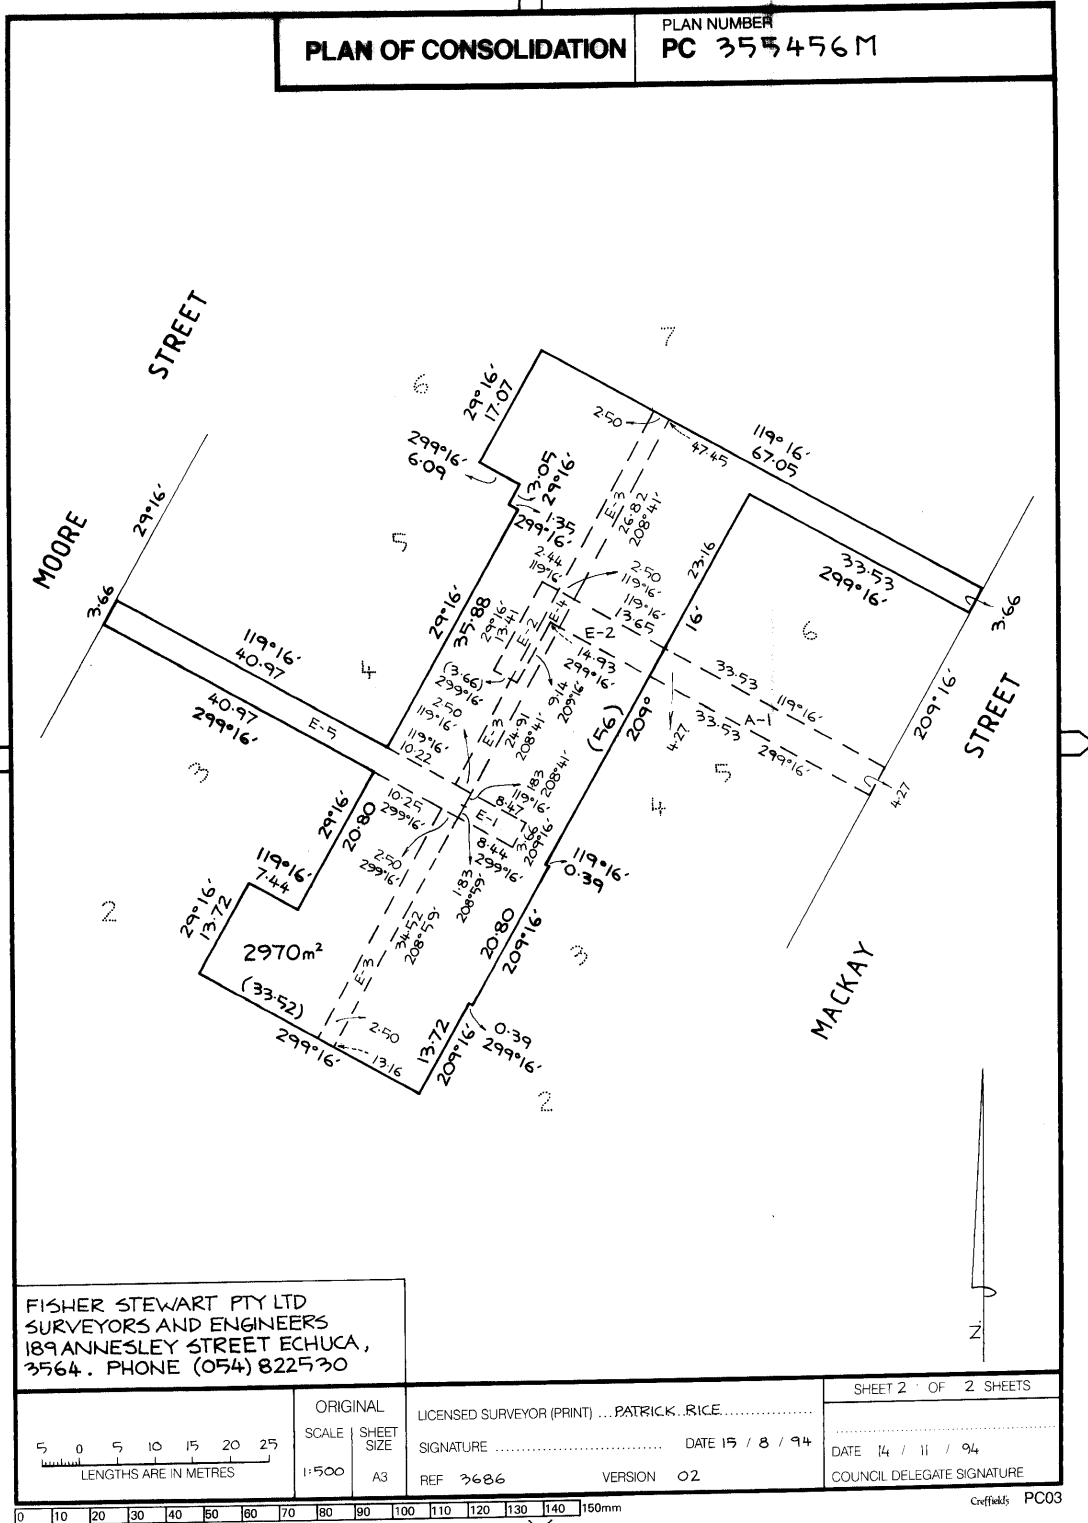 PLAN OF CONSOLIDATION
PLAN NUMBER
PC 355456M
STREET
MOORE
29°16'
3.66
6
7
5
4
3
2
29°16'
17.07
299°16'
6.09
(3.05)
29°16'
1.35
299°16'
2.50
47.45
119°16'
67.05
E-3
26.82
208°41'
2.44
119°16'
2.50
119°16'
119°16'
13.65
23.16
33.53
299°16'
3.66
6
29°16'
35.88
29°16'
13.41
E-2
E-4
E-2
14.93
299°16'
16'
209°
(56)
33.53
119°16'
A-1
33.53
299°16'
4.27
4.27
209°16'
STREET
MACKAY
119°16'
40.97
40.97
299°16'
E-5
(3.66)
299°16'
2.50
119°16'
119°16'
10.22
E-3
24.91
208°41'
9.14
209°16'
1.83
208°41'
119°16'
8.47
E-1
8.44
299°16'
3.66
209°16'
10.25
299°16'
2.50
299°16'
1.83
208°59'
29°16'
20.80
119°16'
7.44
29°16'
13.72
2970m²
(33.52)
299°16'
34.52
208°59'
E-3
2.50
13.16
119°16'
0.39
20.80
209°16'
13.72
209°16'
0.39
299°16'
5
4
3
2
N
FISHER STEWART PTY LTD
SURVEYORS AND ENGINEERS
189 ANNESLEY STREET ECHUCA,
3564. PHONE (054) 822530
5 0 5 10 15 20 25
LENGTHS ARE IN METRES
ORIGINAL
SCALE
1:500
SHEET
SIZE
A3
LICENSED SURVEYOR (PRINT) ...PATRICK RICE...
SIGNATURE ........ DATE 15 / 8 / 94
REF 3686 VERSION 02
SHEET 2 OF 2 SHEETS
DATE 14 / 11 / 94
COUNCIL DELEGATE SIGNATURE
Creffields PC03
0 10 20 30 40 50 60 70 80 90 100 110 120 130 140 150mm